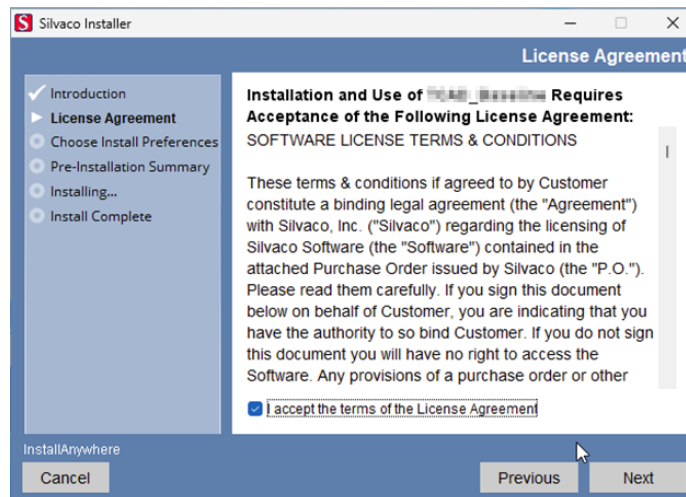 Silvaco Installer
License Agreement
Introduction
License Agreement
Choose Install Preferences
Pre-Installation Summary
Installing...
Install Complete
Installation and Use of Requires
Acceptance of the Following License Agreement:
SOFTWARE LICENSE TERMS & CONDITIONS
These terms & conditions if agreed to by Customer
constitute a binding legal agreement (the "Agreement")
with Silvaco, Inc. ("Silvaco") regarding the licensing of
Silvaco Software (the "Software") contained in the
attached Purchase Order issued by Silvaco (the "P.O.").
Please read them carefully. If you sign this document
below on behalf of Customer, you are indicating that you
have the authority to so bind Customer. If you do not sign
this document you will have no right to access the
Software. Any provisions of a purchase order or other
I accept the terms of the License Agreement
InstallAnywhere
Cancel
Previous
Next